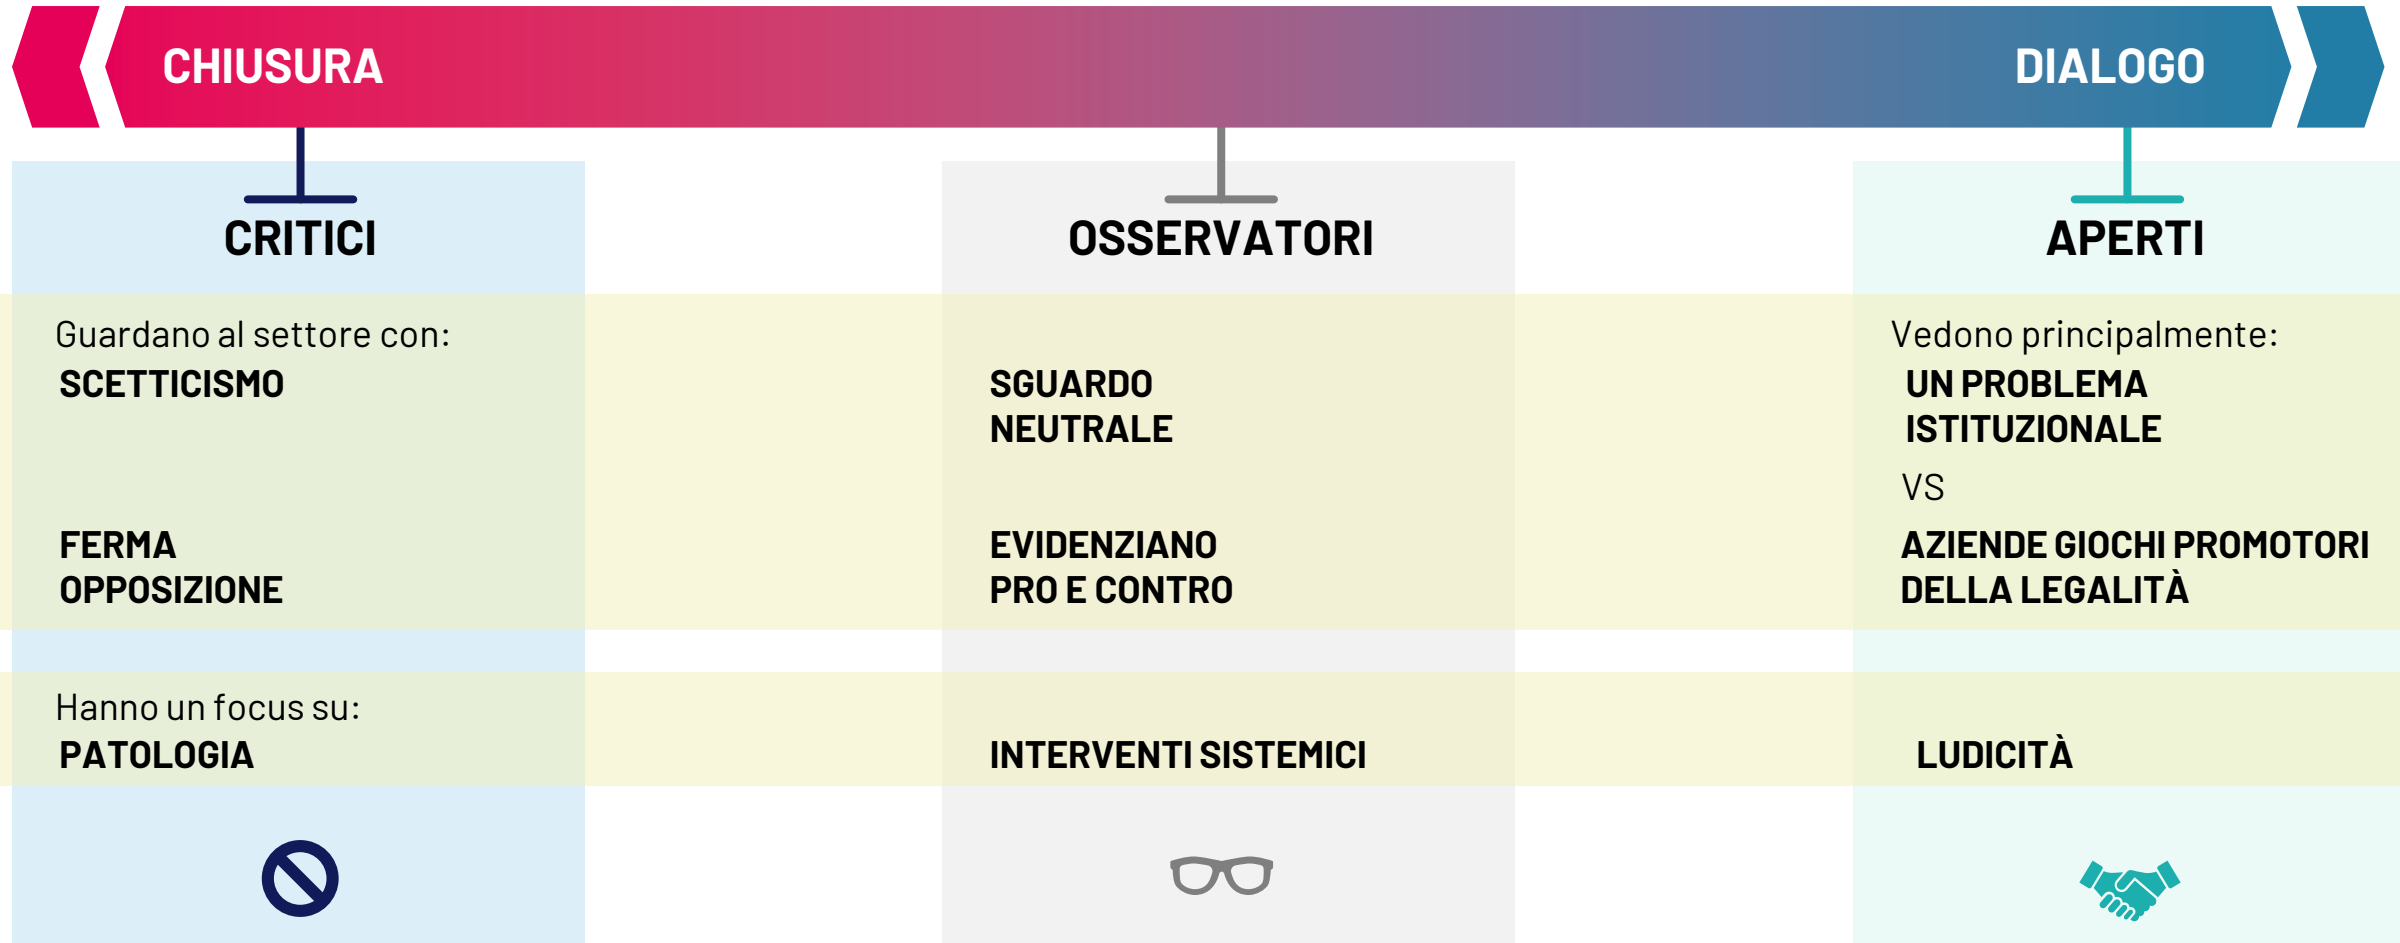 CHIUSURA
DIALOGO
CRITICI
Guardano al settore con:
SCETTICISMO
FERMA
OPPOSIZIONE
Hanno un focus su:
PATOLOGIA
OSSERVATORI
SGUARDO
NEUTRALE
EVIDENZIANO
PRO E CONTRO
INTERVENTI SISTEMICI
APERTI
Vedono principalmente:
UN PROBLEMA
ISTITUZIONALE
VS
AZIENDE GIOCHI PROMOTORI
DELLA LEGALITÀ
LUDICITÀ